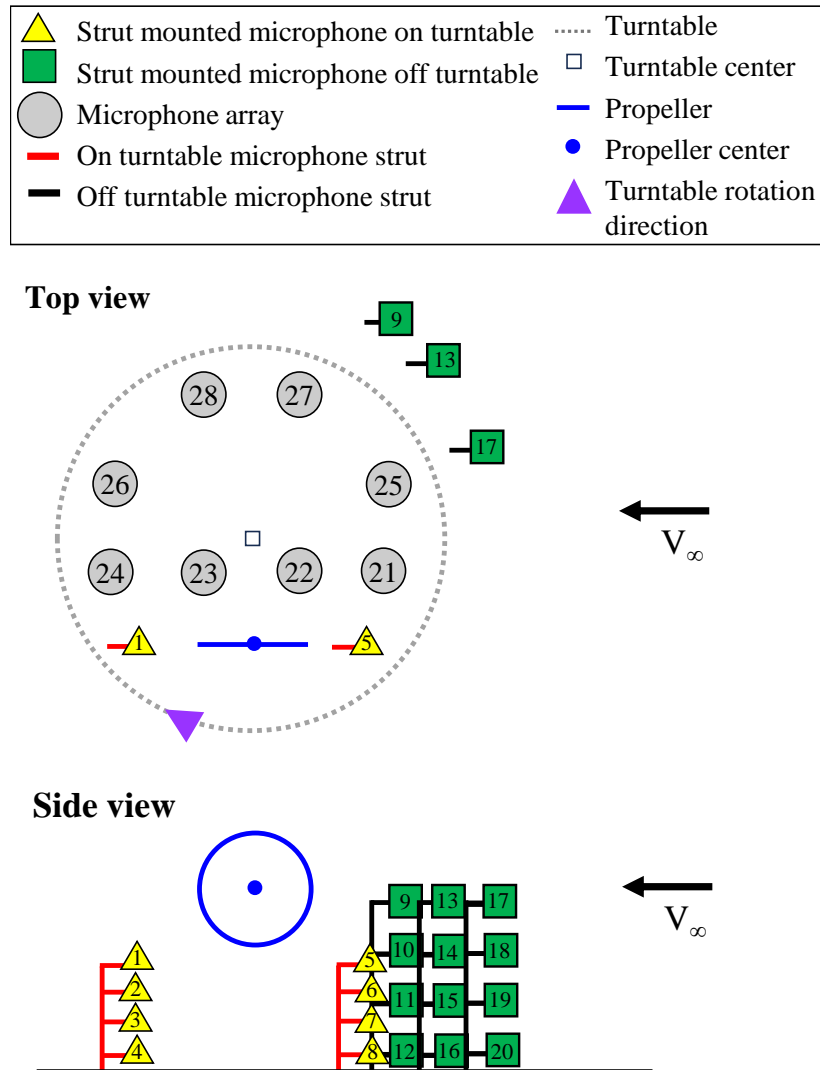 Strut mounted microphone on turntable
Strut mounted microphone off turntable
Microphone array
On turntable microphone strut
Off turntable microphone strut
Turntable
Turntable center
Propeller
Propeller center
Turntable rotation
direction
Top view
9
13
28 27
17
26 25
V∞
24 23 22 21
1 5
Side view
9 13 17
V∞
1 5 10 14 18
2 6 11 15 19
3 7
4 8 12 16 20